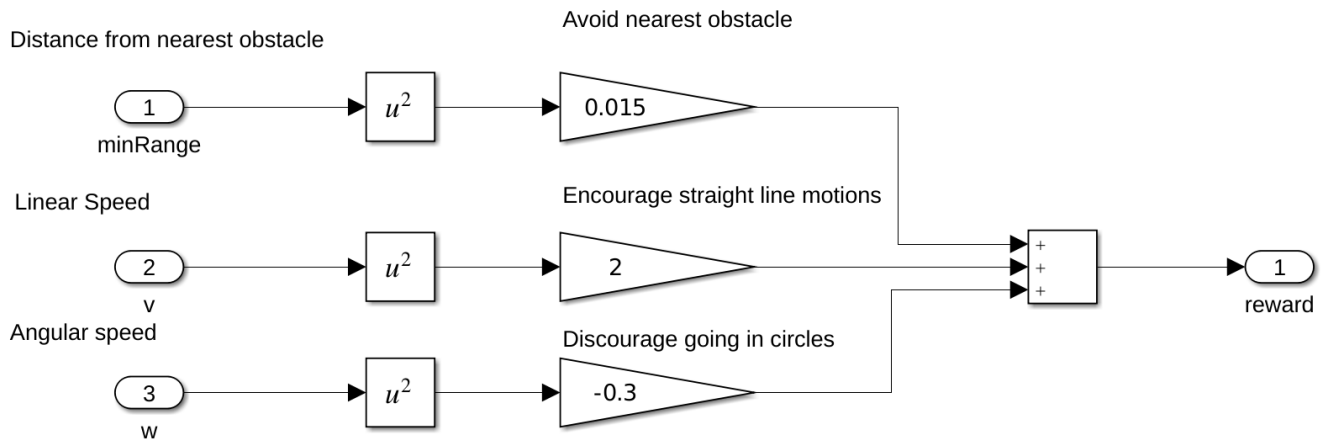 Avoid nearest obstacle
Distance from nearest obstacle
1
u²
0.015
minRange
Linear Speed
Encourage straight line motions
2
u²
2
+
+
+
1
v
reward
Angular speed
Discourage going in circles
3
u²
-0.3
w